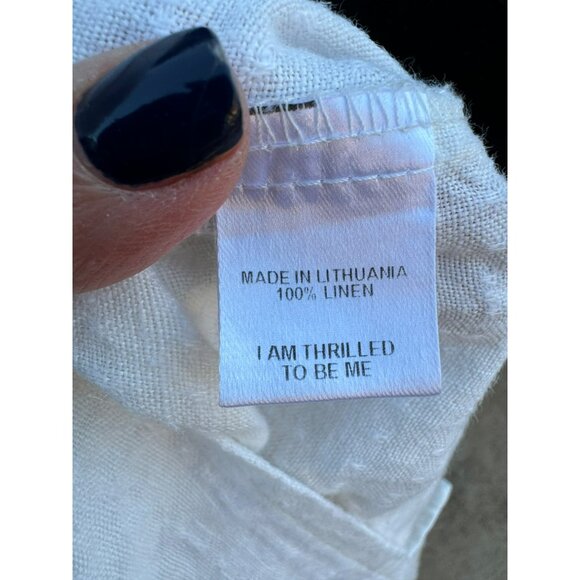 MADE IN LITHUANIA
100% LINEN
I AM THRILLED
TO BE ME